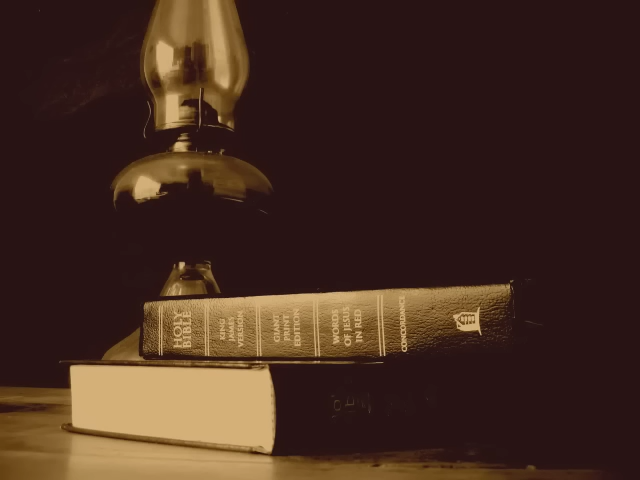 HOLY
BIBLE
KING
JAMES
VERSION
GIANT
PRINT
EDITION
WORDS
OF JESUS
IN RED
CONCORDANCE